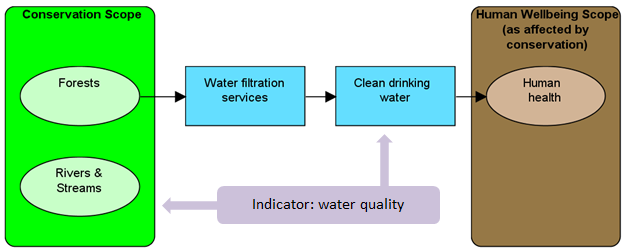 Conservation Scope
Forests
Rivers &
Streams
Water filtration
services
Clean drinking
water
Human Wellbeing Scope
(as affected by
conservation)
Human
health
Indicator: water quality